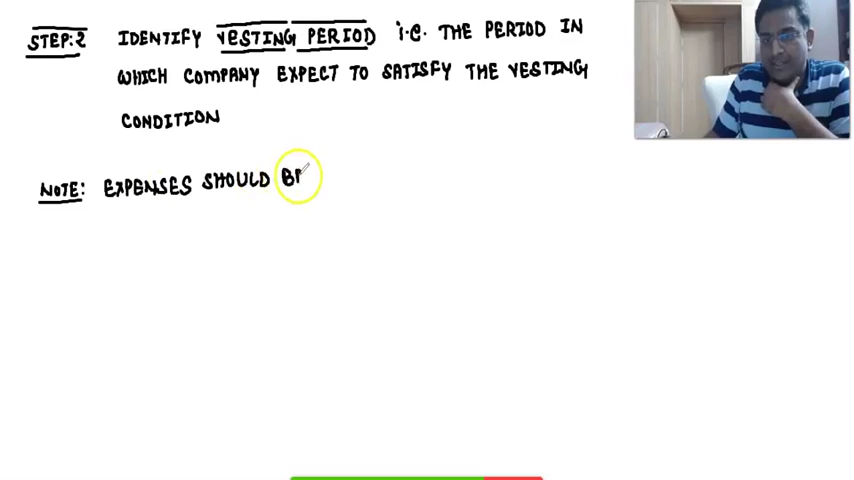 STEP:2 IDENTIFY VESTING PERIOD i.e. THE PERIOD IN
WHICH COMPANY EXPECT TO SATISFY THE VESTING
CONDITION
NOTE: EXPENSES SHOULD